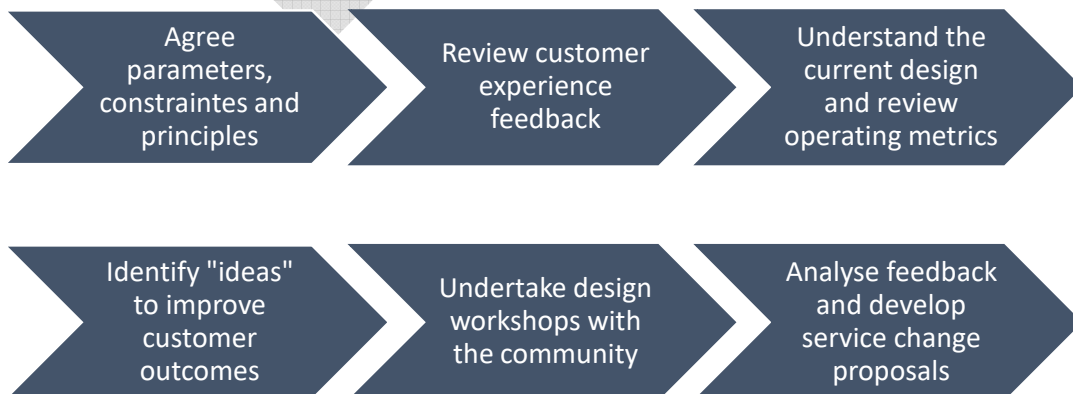 Agree
parameters,
constraintes and
principles
Review customer
experience
feedback
Understand the
current design
and review
operating metrics
Identify "ideas"
to improve
customer
outcomes
Undertake design
workshops with
the community
Analyse feedback
and develop
service change
proposals